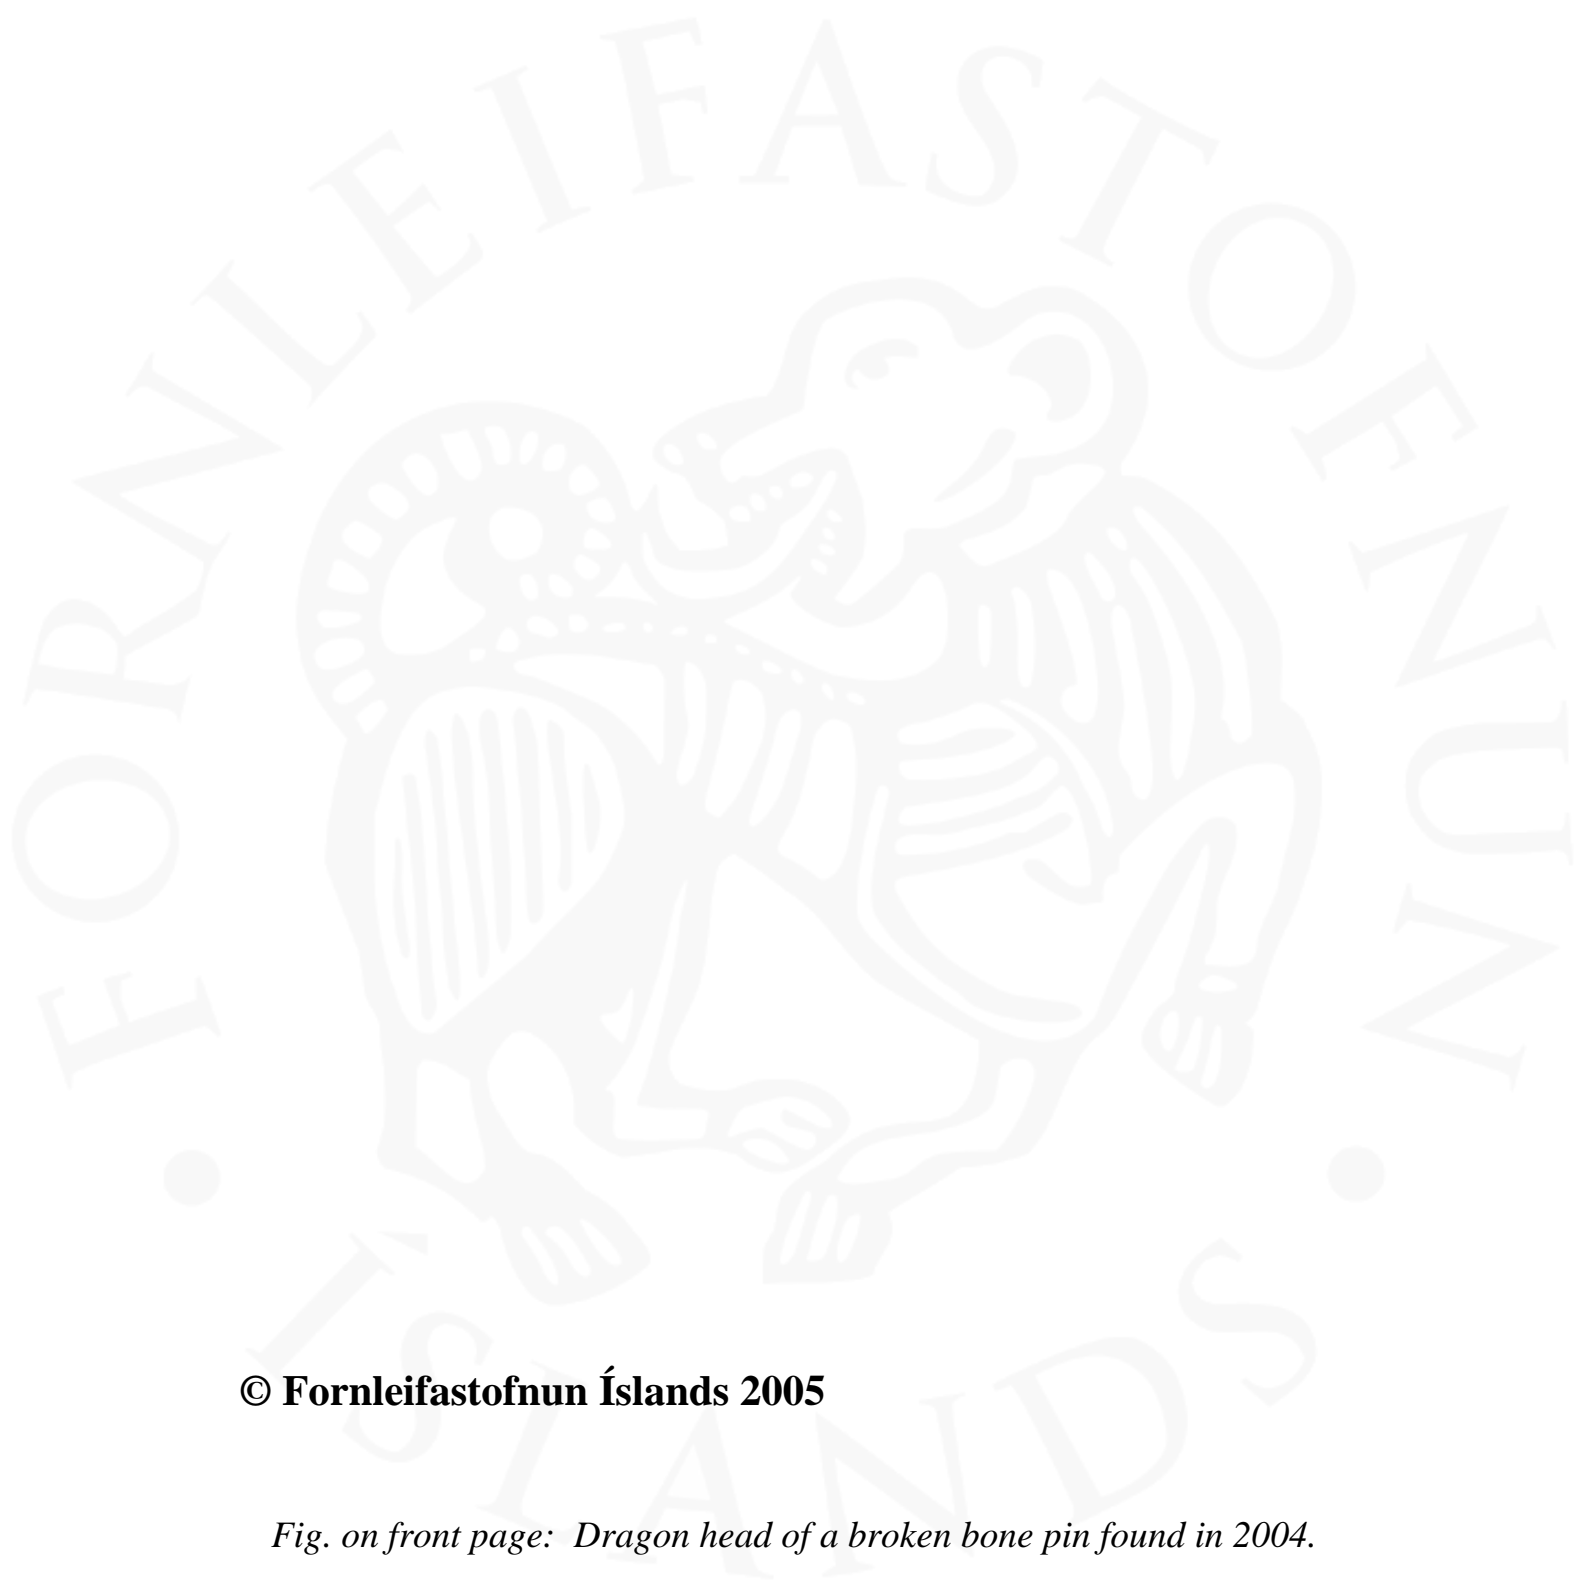 · FORNLEIFASTOFNUN ·
ÍSLANDS
© Fornleifastofnun Íslands 2005
Fig. on front page: Dragon head of a broken bone pin found in 2004.